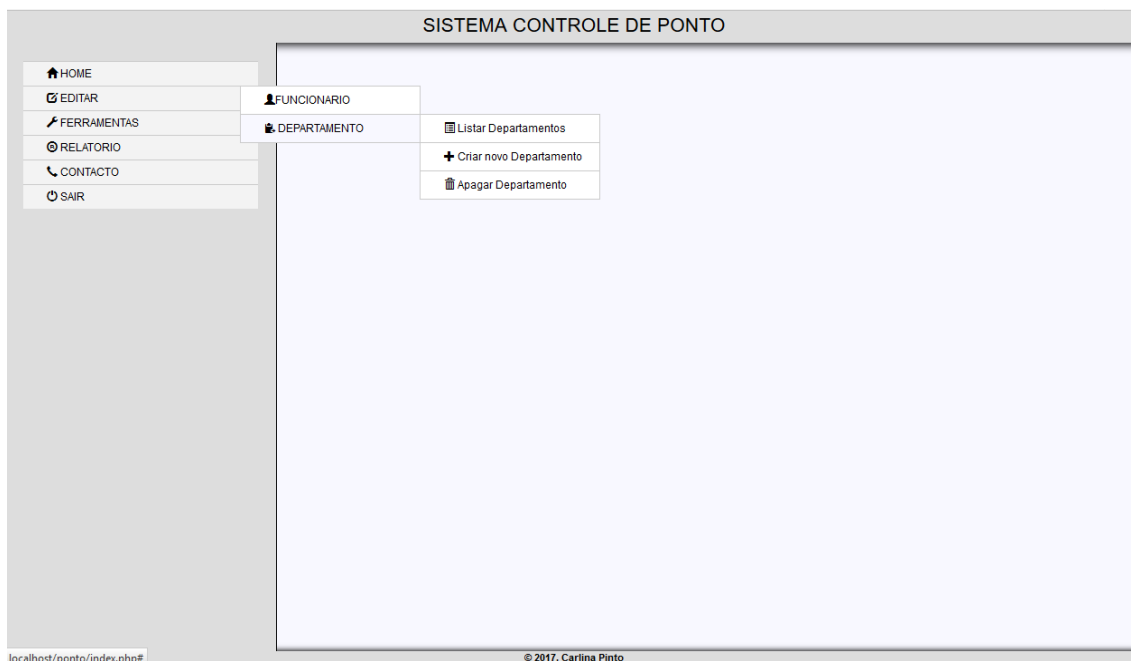 SISTEMA CONTROLE DE PONTO
HOME
EDITAR
FERRAMENTAS
RELATORIO
CONTACTO
SAIR
FUNCIONARIO
DEPARTAMENTO
Listar Departamentos
Criar novo Departamento
Apagar Departamento
localhost/ponto/index.php#
© 2017. Carlina Pinto